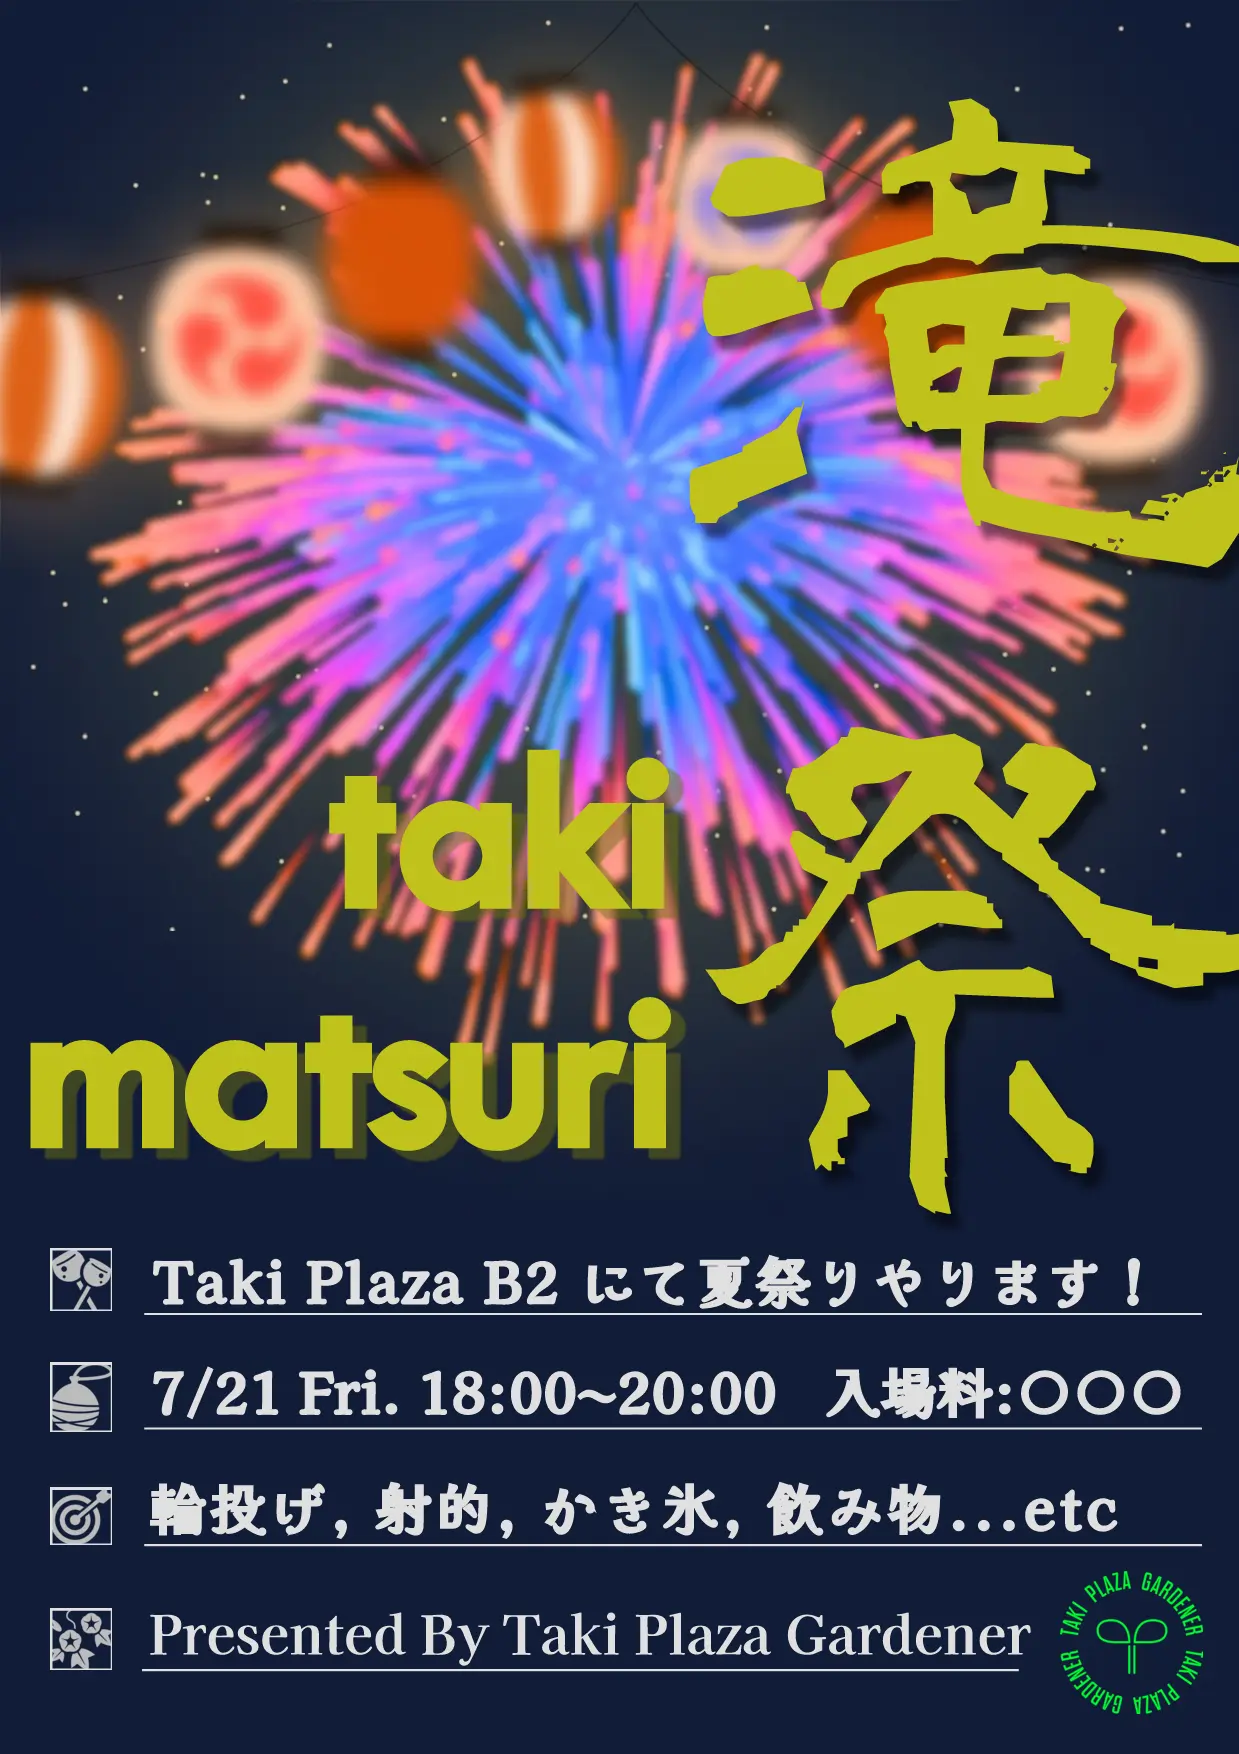 滝祭
taki
matsuri
Taki Plaza B2 にて夏祭りやります！
7/21 Fri. 18:00~20:00 入場料:〇〇〇
輪投げ, 射的, かき氷, 飲み物...etc
Presented By Taki Plaza Gardener
TAKI PLAZA GARDENER TAKI PLAZA GARDENER